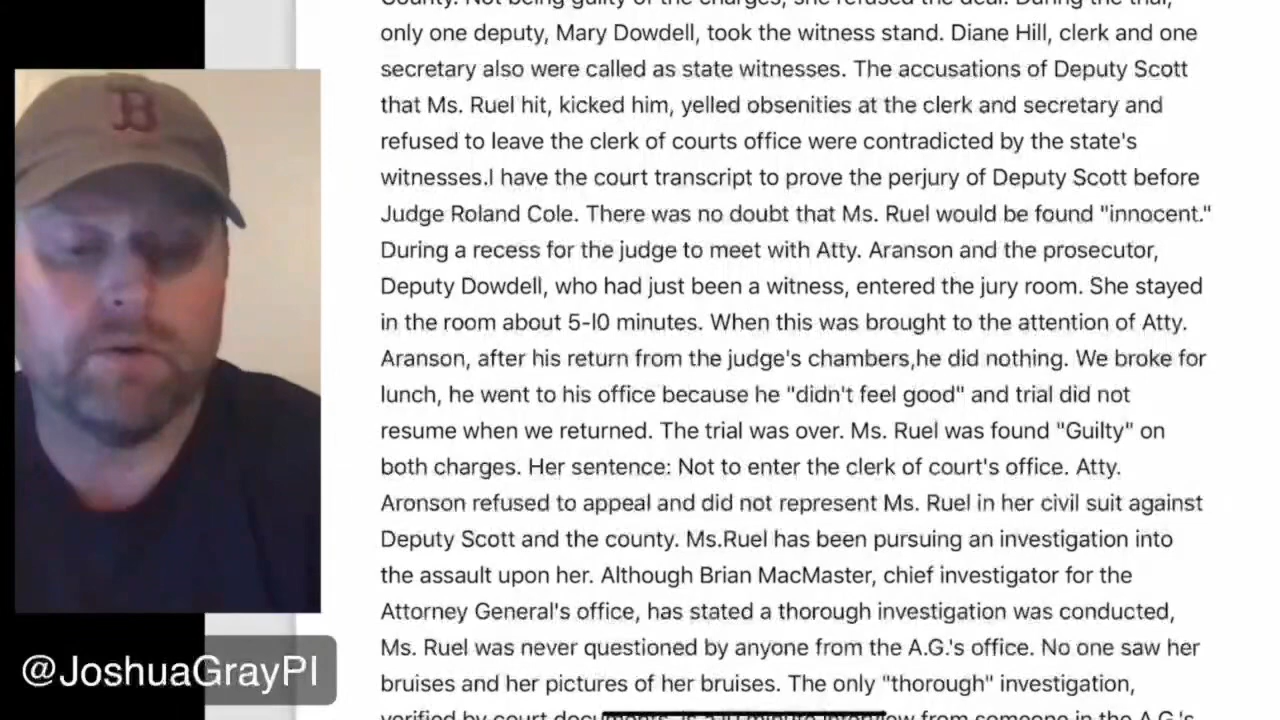 County. Not being guilty of the charges, she refused the deal. During the trial,
only one deputy, Mary Dowdell, took the witness stand. Diane Hill, clerk and one
secretary also were called as state witnesses. The accusations of Deputy Scott
that Ms. Ruel hit, kicked him, yelled obsenities at the clerk and secretary and
refused to leave the clerk of courts office were contradicted by the state's
witnesses.I have the court transcript to prove the perjury of Deputy Scott before
Judge Roland Cole. There was no doubt that Ms. Ruel would be found "innocent."
During a recess for the judge to meet with Atty. Aranson and the prosecutor,
Deputy Dowdell, who had just been a witness, entered the jury room. She stayed
in the room about 5-l0 minutes. When this was brought to the attention of Atty.
Aranson, after his return from the judge's chambers,he did nothing. We broke for
lunch, he went to his office because he "didn't feel good" and trial did not
resume when we returned. The trial was over. Ms. Ruel was found "Guilty" on
both charges. Her sentence: Not to enter the clerk of court's office. Atty.
Aronson refused to appeal and did not represent Ms. Ruel in her civil suit against
Deputy Scott and the county. Ms.Ruel has been pursuing an investigation into
the assault upon her. Although Brian MacMaster, chief investigator for the
Attorney General's office, has stated a thorough investigation was conducted,
Ms. Ruel was never questioned by anyone from the A.G.'s office. No one saw her
bruises and her pictures of her bruises. The only "thorough" investigation,
verified by court documents, is a 10 minute interview from someone in the A.G.'s
B
@JoshuaGrayPI